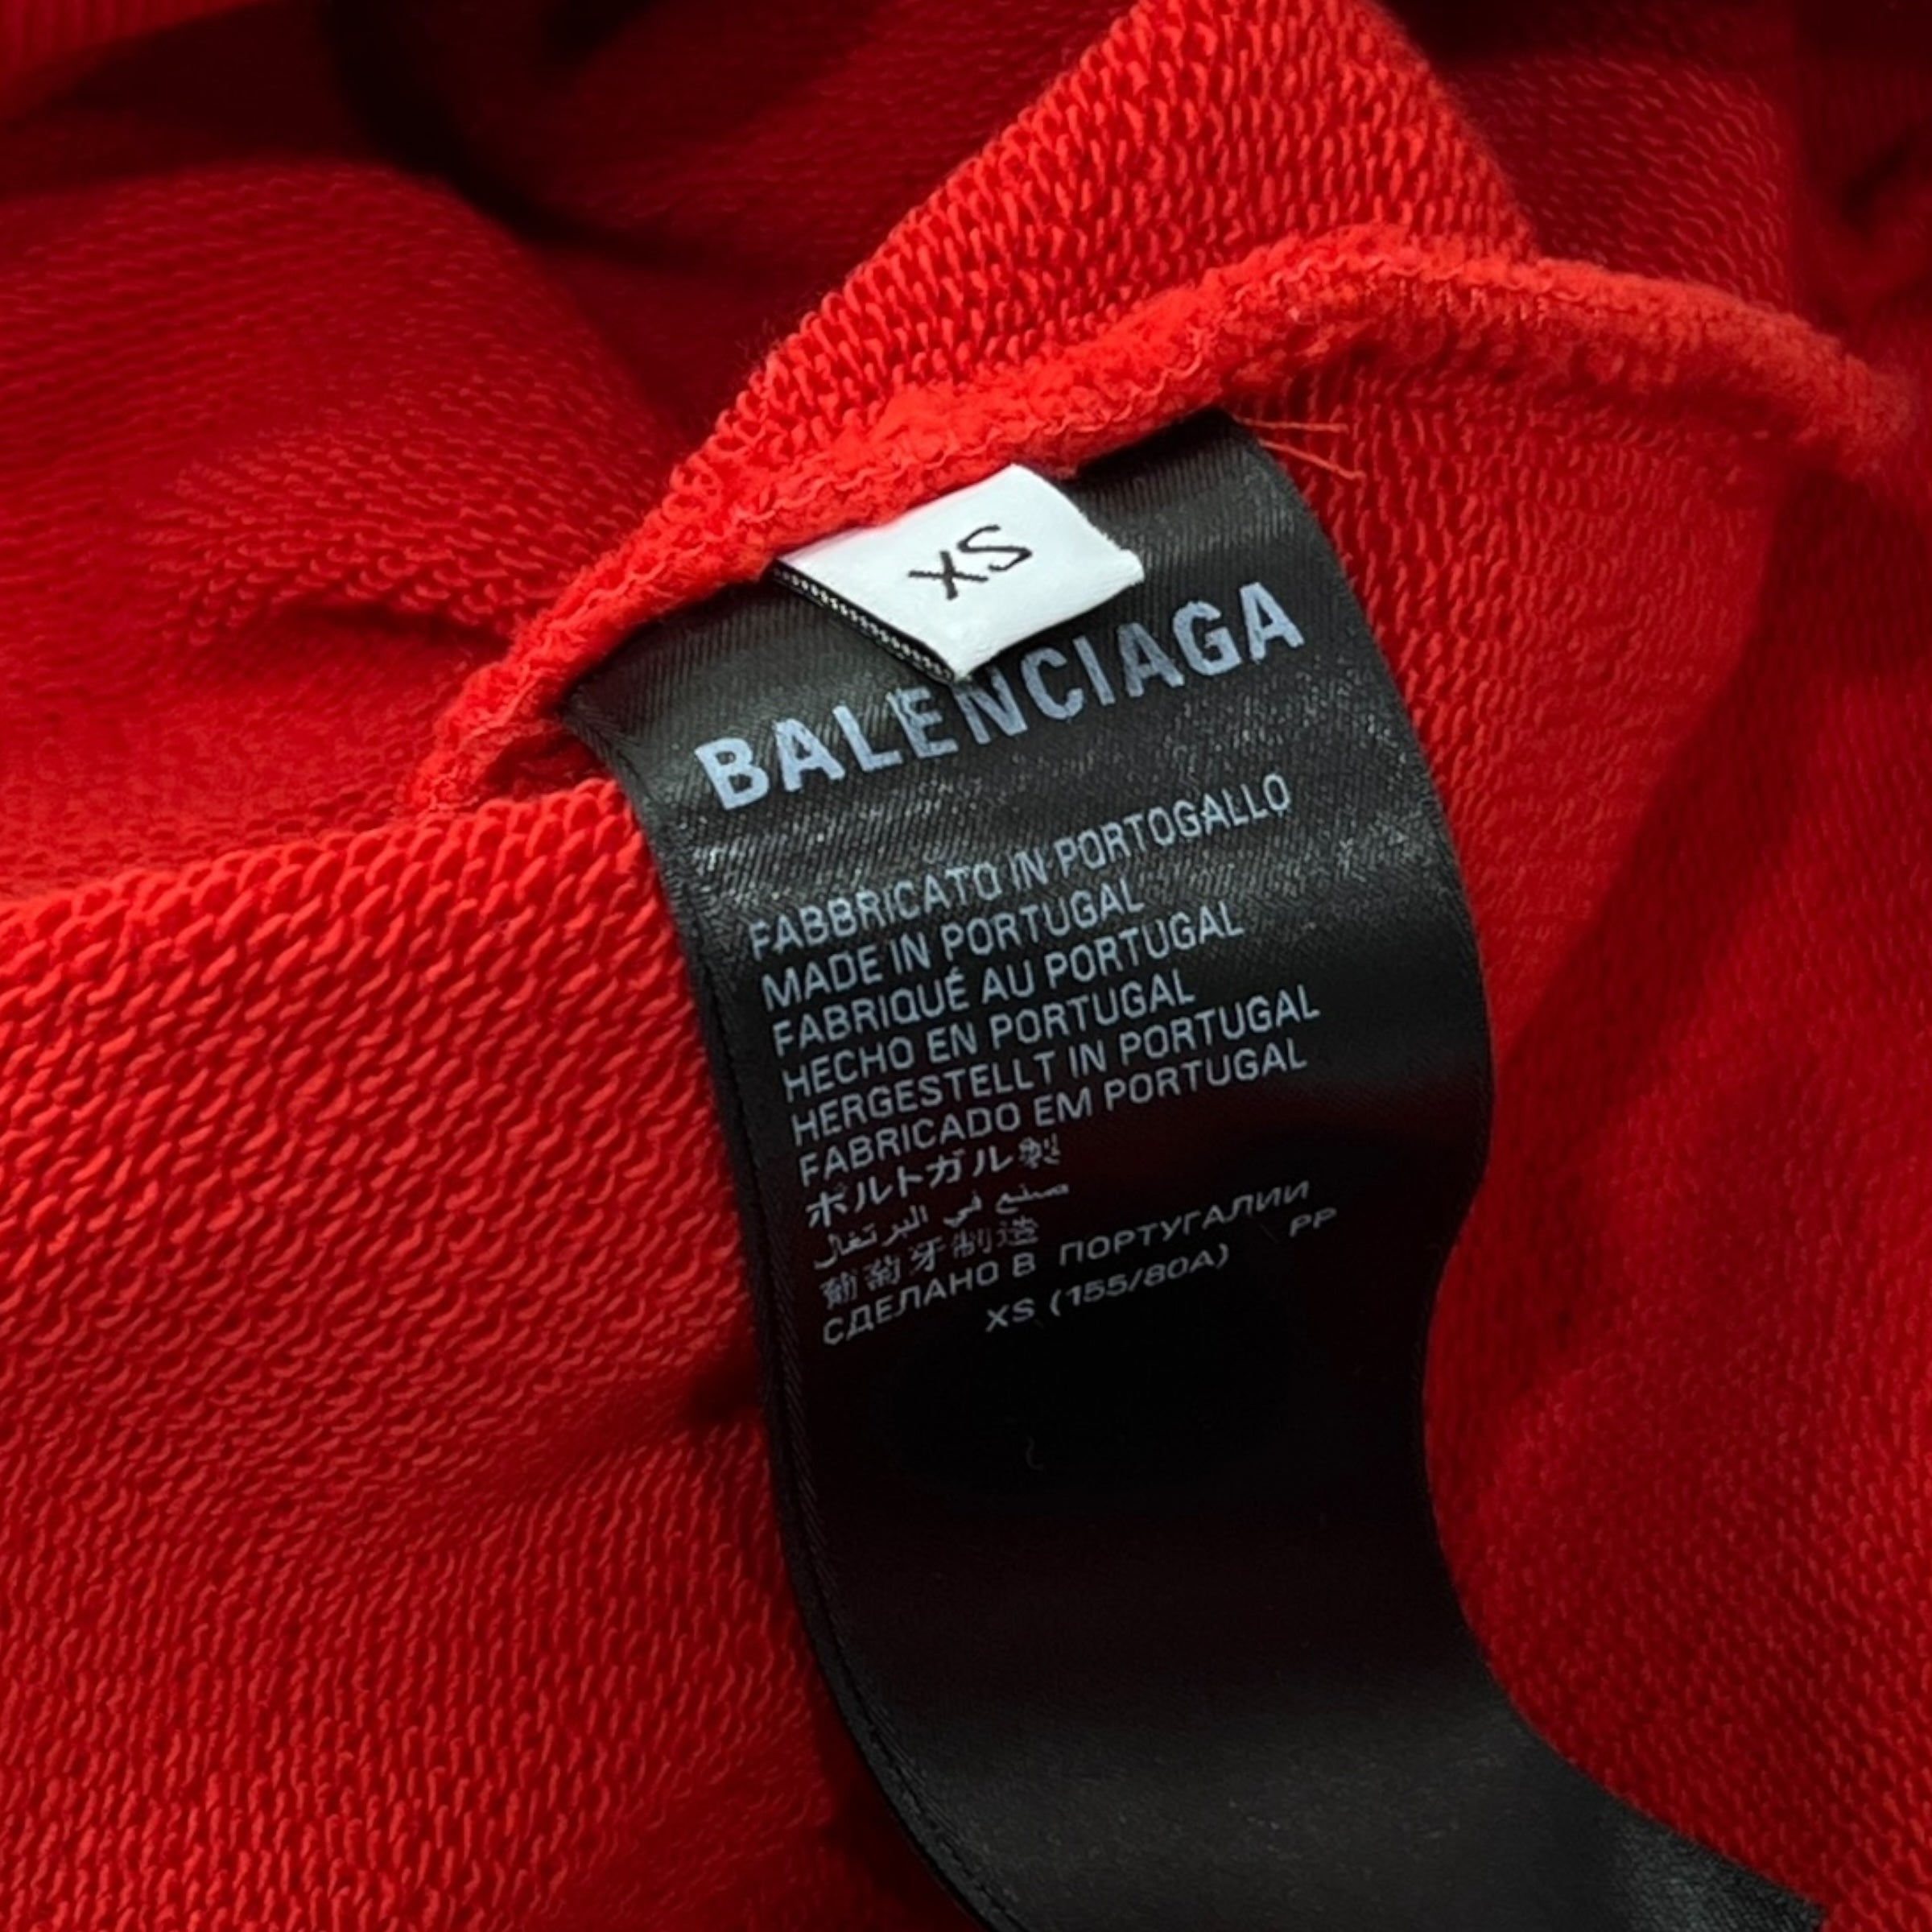 XS
BALENCIAGA
FABBRICATO IN PORTOGALLO
MADE IN PORTUGAL
FABRIQUÉ AU PORTUGAL
HECHO EN PORTUGAL
HERGESTELLT IN PORTUGAL
FABRICADO EM PORTUGAL
ポルトガル製
صنع في البرتغال
葡萄牙制造
СДЕЛАНО В ПОРТУГАЛИИ
XS (155/80A) PP